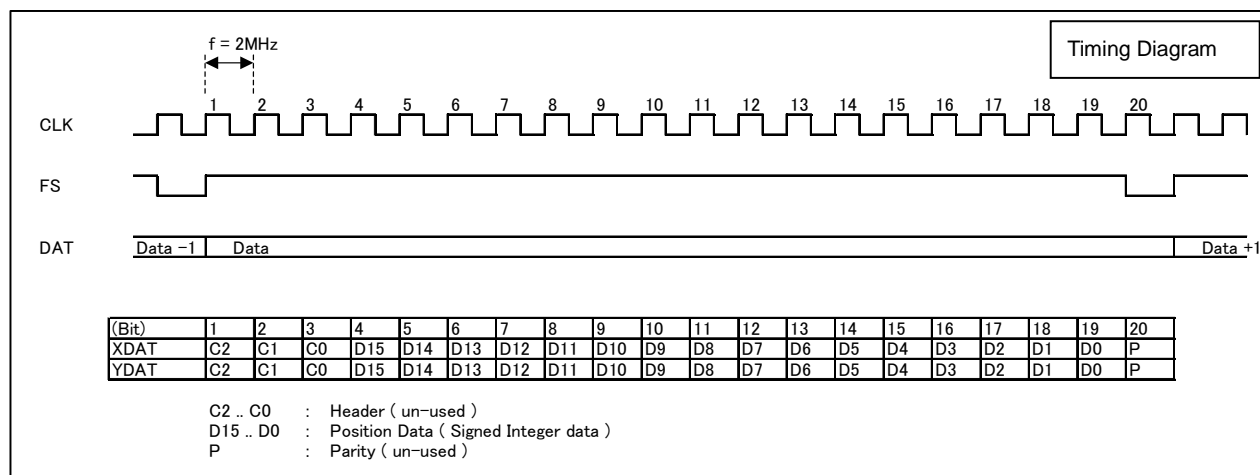 f = 2MHz
Timing Diagram
1 2 3 4 5 6 7 8 9 10 11 12 13 14 15 16 17 18 19 20
CLK
FS
DAT Data -1 Data Data +1
(Bit) 1 2 3 4 5 6 7 8 9 10 11 12 13 14 15 16 17 18 19 20
XDAT C2 C1 C0 D15 D14 D13 D12 D11 D10 D9 D8 D7 D6 D5 D4 D3 D2 D1 D0 P
YDAT C2 C1 C0 D15 D14 D13 D12 D11 D10 D9 D8 D7 D6 D5 D4 D3 D2 D1 D0 P
C2 .. C0 : Header ( un-used )
D15 .. D0 : Position Data ( Signed Integer data )
P : Parity ( un-used )